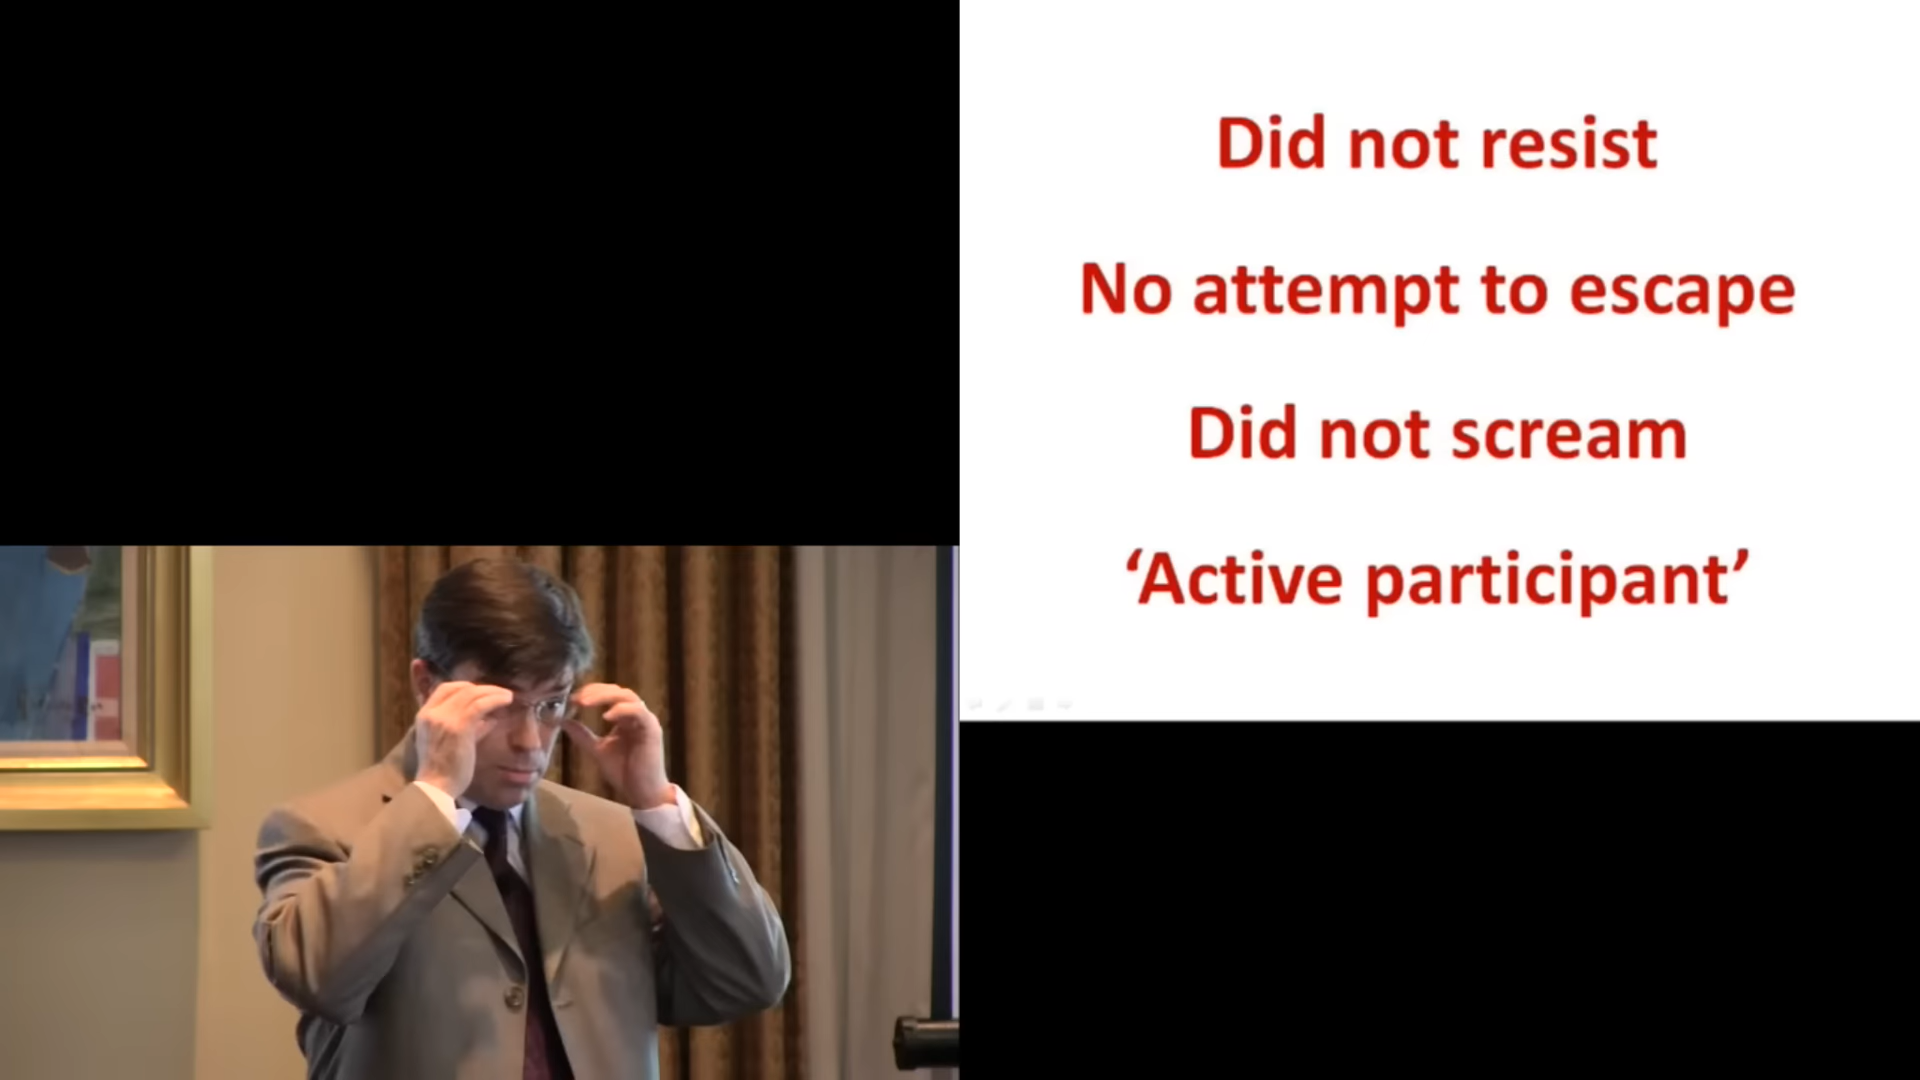 Did not resist
No attempt to escape
Did not scream
‘Active participant’